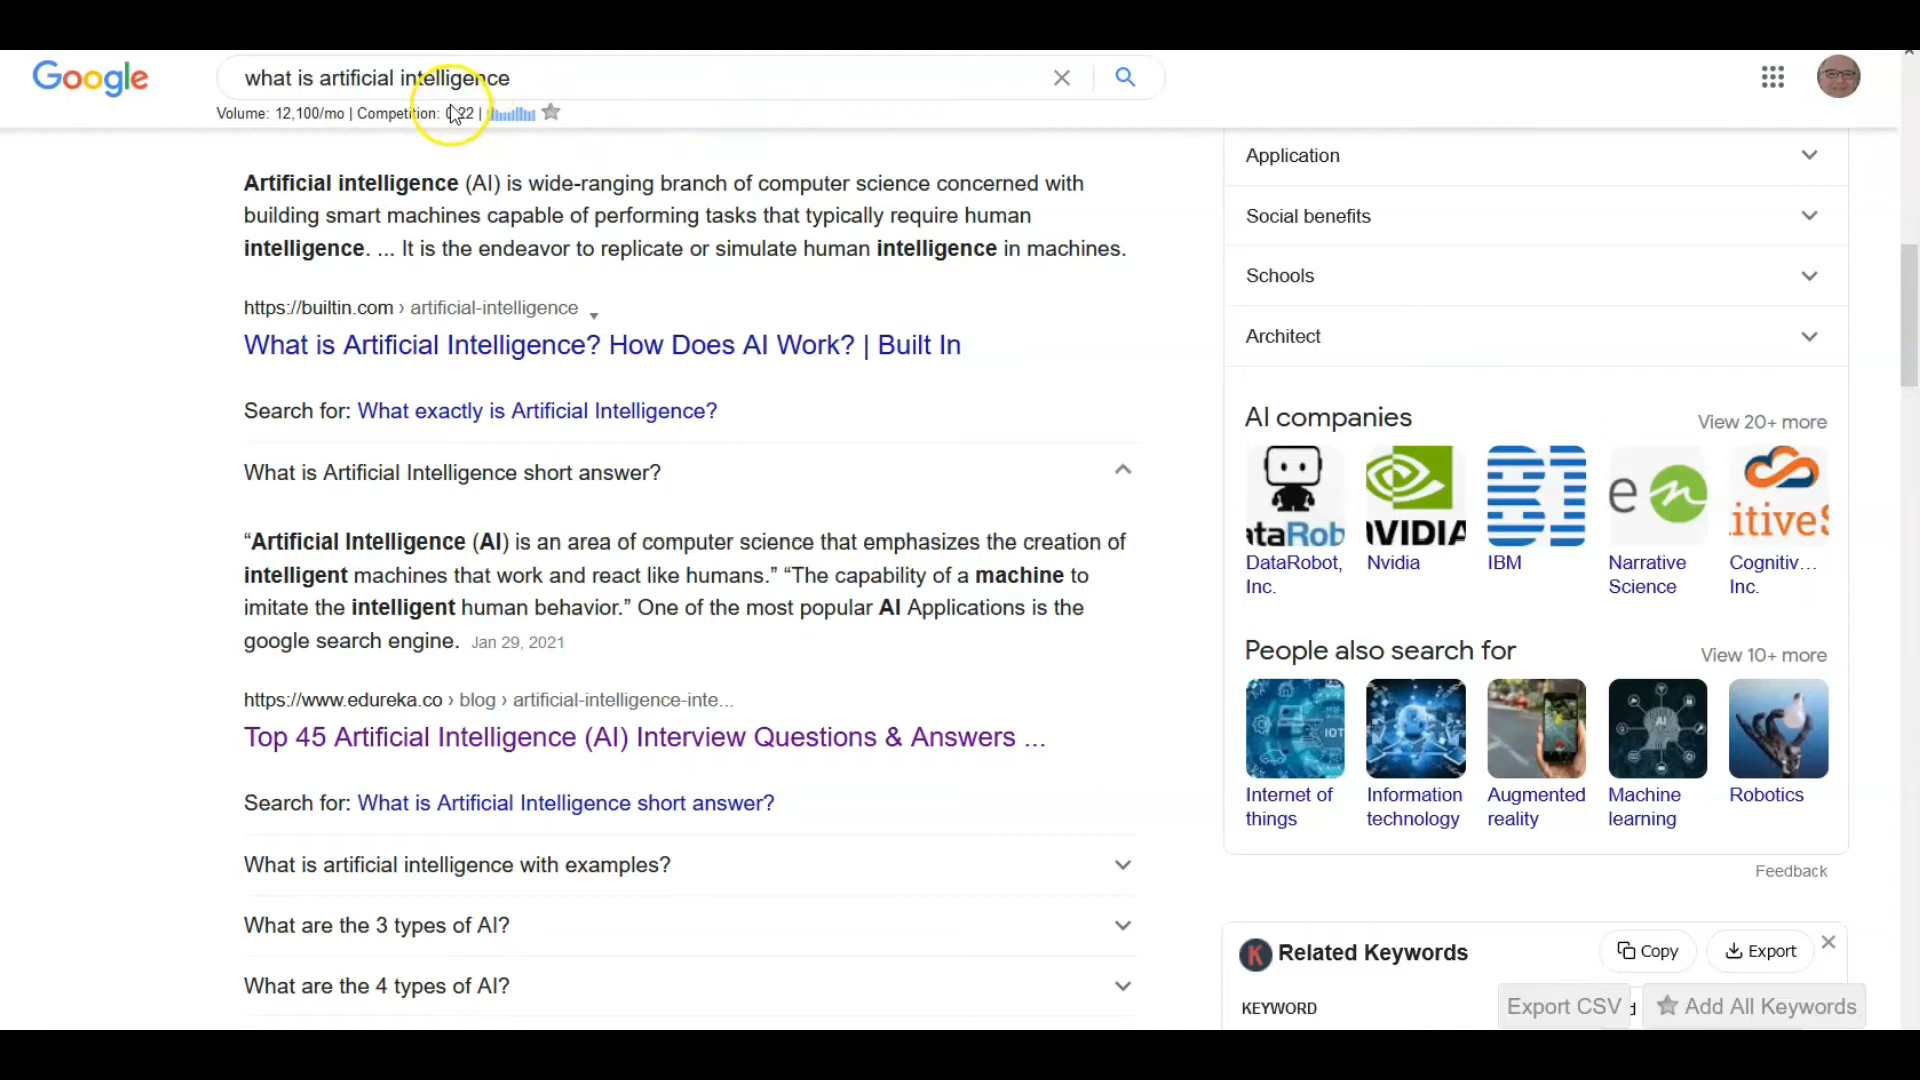 Google
what is artificial intelligence
Volume: 12,100/mo | Competition: 0.22 |
Artificial intelligence (AI) is wide-ranging branch of computer science concerned with
building smart machines capable of performing tasks that typically require human
intelligence. ... It is the endeavor to replicate or simulate human intelligence in machines.
https://builtin.com › artificial-intelligence
What is Artificial Intelligence? How Does AI Work? | Built In
Search for: What exactly is Artificial Intelligence?
What is Artificial Intelligence short answer?
“Artificial Intelligence (AI) is an area of computer science that emphasizes the creation of
intelligent machines that work and react like humans.” “The capability of a machine to
imitate the intelligent human behavior.” One of the most popular AI Applications is the
google search engine. Jan 29, 2021
https://www.edureka.co › blog › artificial-intelligence-inte...
Top 45 Artificial Intelligence (AI) Interview Questions & Answers ...
Search for: What is Artificial Intelligence short answer?
What is artificial intelligence with examples?
What are the 3 types of AI?
What are the 4 types of AI?
Application
Social benefits
Schools
Architect
AI companies
View 20+ more
taRob
NVIDIA
e n
itiveS
DataRobot,
Inc.
Nvidia
IBM
Narrative
Science
Cognitiv...
Inc.
People also search for
View 10+ more
IOT
AI
Internet of
things
Information
technology
Augmented
reality
Machine
learning
Robotics
Feedback
K
Related Keywords
Copy
Export
KEYWORD
Export CSV
d
Add All Keywords